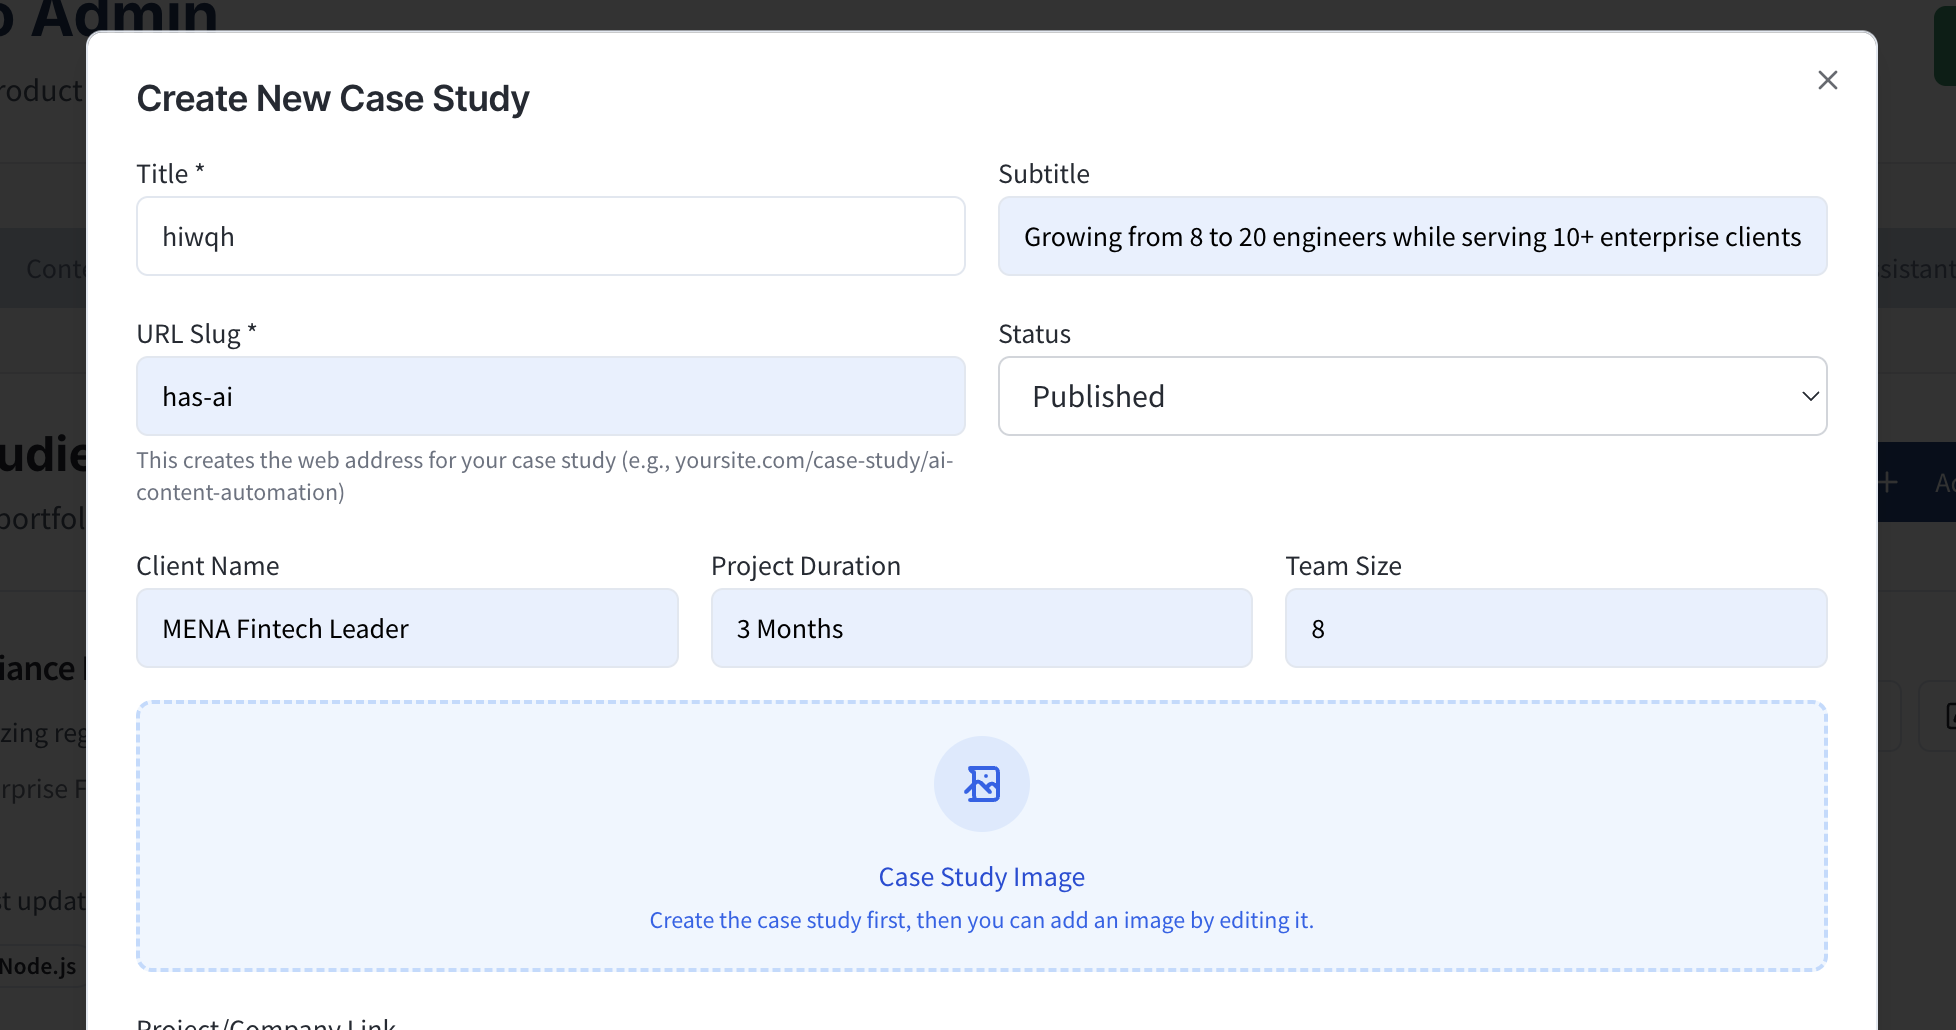 o Admin
roduct
Create New Case Study
Title *
Subtitle
hiwqh
Growing from 8 to 20 engineers while serving 10+ enterprise clients
Conte
sistant
URL Slug *
Status
has-ai
Published
This creates the web address for your case study (e.g., yoursite.com/case-study/ai-
content-automation)
udie
+ Ad
portfol
Client Name
Project Duration
Team Size
MENA Fintech Leader
3 Months
8
iance
zing reg
rprise F
Case Study Image
Create the case study first, then you can add an image by editing it.
t updat
Node.js
Project/Company Link